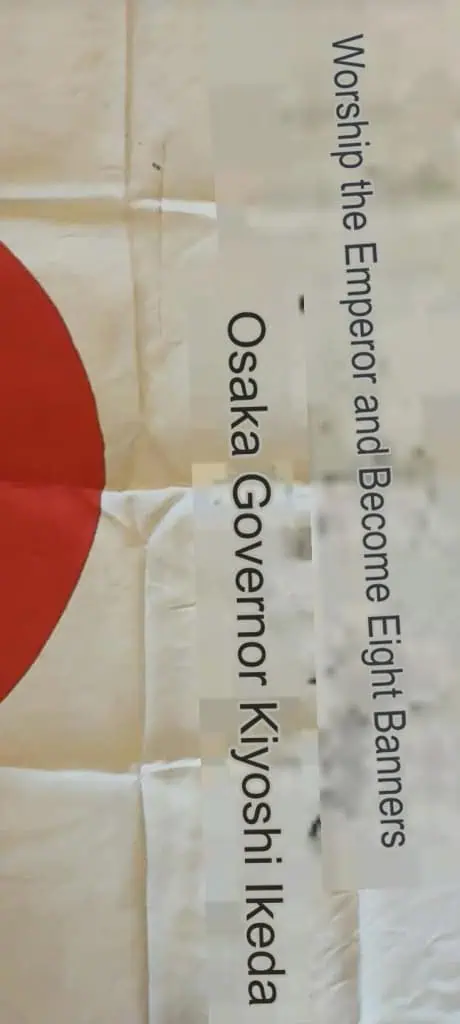 Worship the Emperor and Become Eight Banners
Osaka Governor Kiyoshi Ikeda